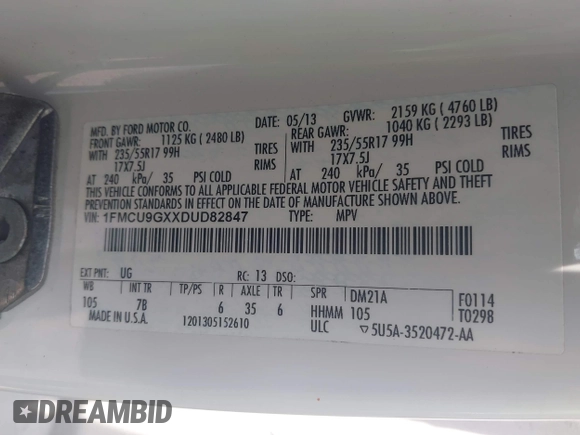 MFD. BY FORD MOTOR CO.
DATE: 05/13 GVWR: 2159 KG ( 4760 LB)
FRONT GAWR: 1125 KG ( 2480 LB)
REAR GAWR: 1040 KG ( 2293 LB)
WITH 235/55R17 99H TIRES
WITH 235/55R17 99H TIRES
17X7.5J RIMS
17X7.5J RIMS
AT 240 kPa/ 35 PSI COLD
AT 240 kPa/ 35 PSI COLD
THIS VEHICLE CONFORMS TO ALL APPLICABLE FEDERAL MOTOR VEHICLE SAFETY AND THEFT
PREVENTION STANDARDS IN EFFECT ON THE DATE OF MANUFACTURE SHOWN ABOVE.
VIN: 1FMCU9GXXDUD82847 TYPE: MPV
EXT PNT: UG RC: 13 DSO:
WB INT TR TP/PS R AXLE TR SPR DM21A F0114
105 7B 6 35 6 HHMM 105 T0298
MADE IN U.S.A. 1201305152610 ULC ▽5U5A-3520472-AA
DREAMBID